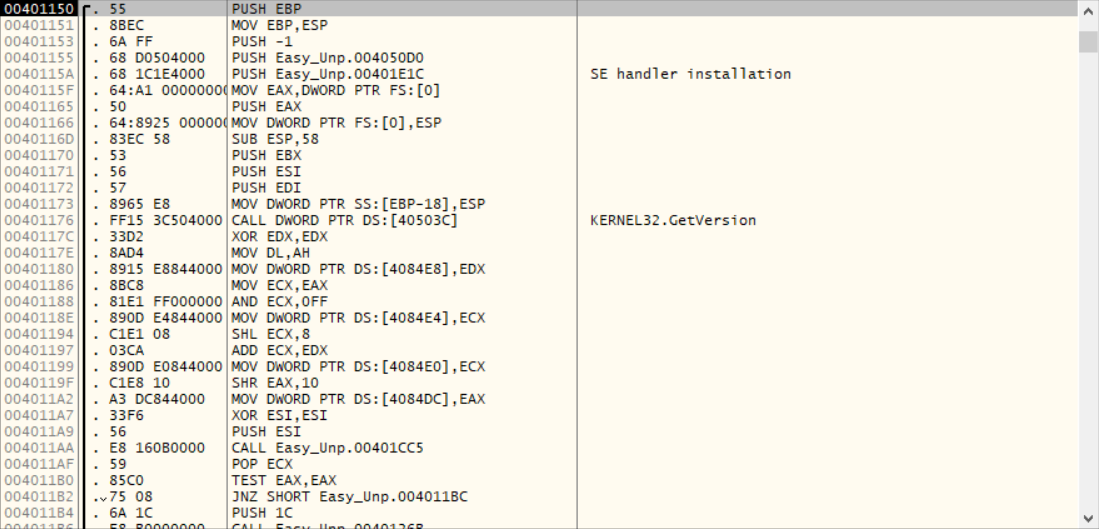 00401150 . 55 PUSH EBP
00401151 . 8BEC MOV EBP,ESP
00401153 . 6A FF PUSH -1
00401155 . 68 D0504000 PUSH Easy_Unp.004050D0
0040115A . 68 1C1E4000 PUSH Easy_Unp.00401E1C SE handler installation
0040115F . 64:A1 00000000 MOV EAX,DWORD PTR FS:[0]
00401165 . 50 PUSH EAX
00401166 . 64:8925 000000 MOV DWORD PTR FS:[0],ESP
0040116D . 83EC 58 SUB ESP,58
00401170 . 53 PUSH EBX
00401171 . 56 PUSH ESI
00401172 . 57 PUSH EDI
00401173 . 8965 E8 MOV DWORD PTR SS:[EBP-18],ESP
00401176 . FF15 3C504000 CALL DWORD PTR DS:[40503C] KERNEL32.GetVersion
0040117C . 33D2 XOR EDX,EDX
0040117E . 8AD4 MOV DL,AH
00401180 . 8915 E8844000 MOV DWORD PTR DS:[4084E8],EDX
00401186 . 8BC8 MOV ECX,EAX
00401188 . 81E1 FF000000 AND ECX,0FF
0040118E . 890D E4844000 MOV DWORD PTR DS:[4084E4],ECX
00401194 . C1E1 08 SHL ECX,8
00401197 . 03CA ADD ECX,EDX
00401199 . 890D E0844000 MOV DWORD PTR DS:[4084E0],ECX
0040119F . C1E8 10 SHR EAX,10
004011A2 . A3 DC844000 MOV DWORD PTR DS:[4084DC],EAX
004011A7 . 33F6 XOR ESI,ESI
004011A9 . 56 PUSH ESI
004011AA . E8 160B0000 CALL Easy_Unp.00401CC5
004011AF . 59 POP ECX
004011B0 . 85C0 TEST EAX,EAX
004011B2 . 75 08 JNZ SHORT Easy_Unp.004011BC
004011B4 . 6A 1C PUSH 1C
004011B6 . E8 B0000000 CALL Easy_Unp.0040126B